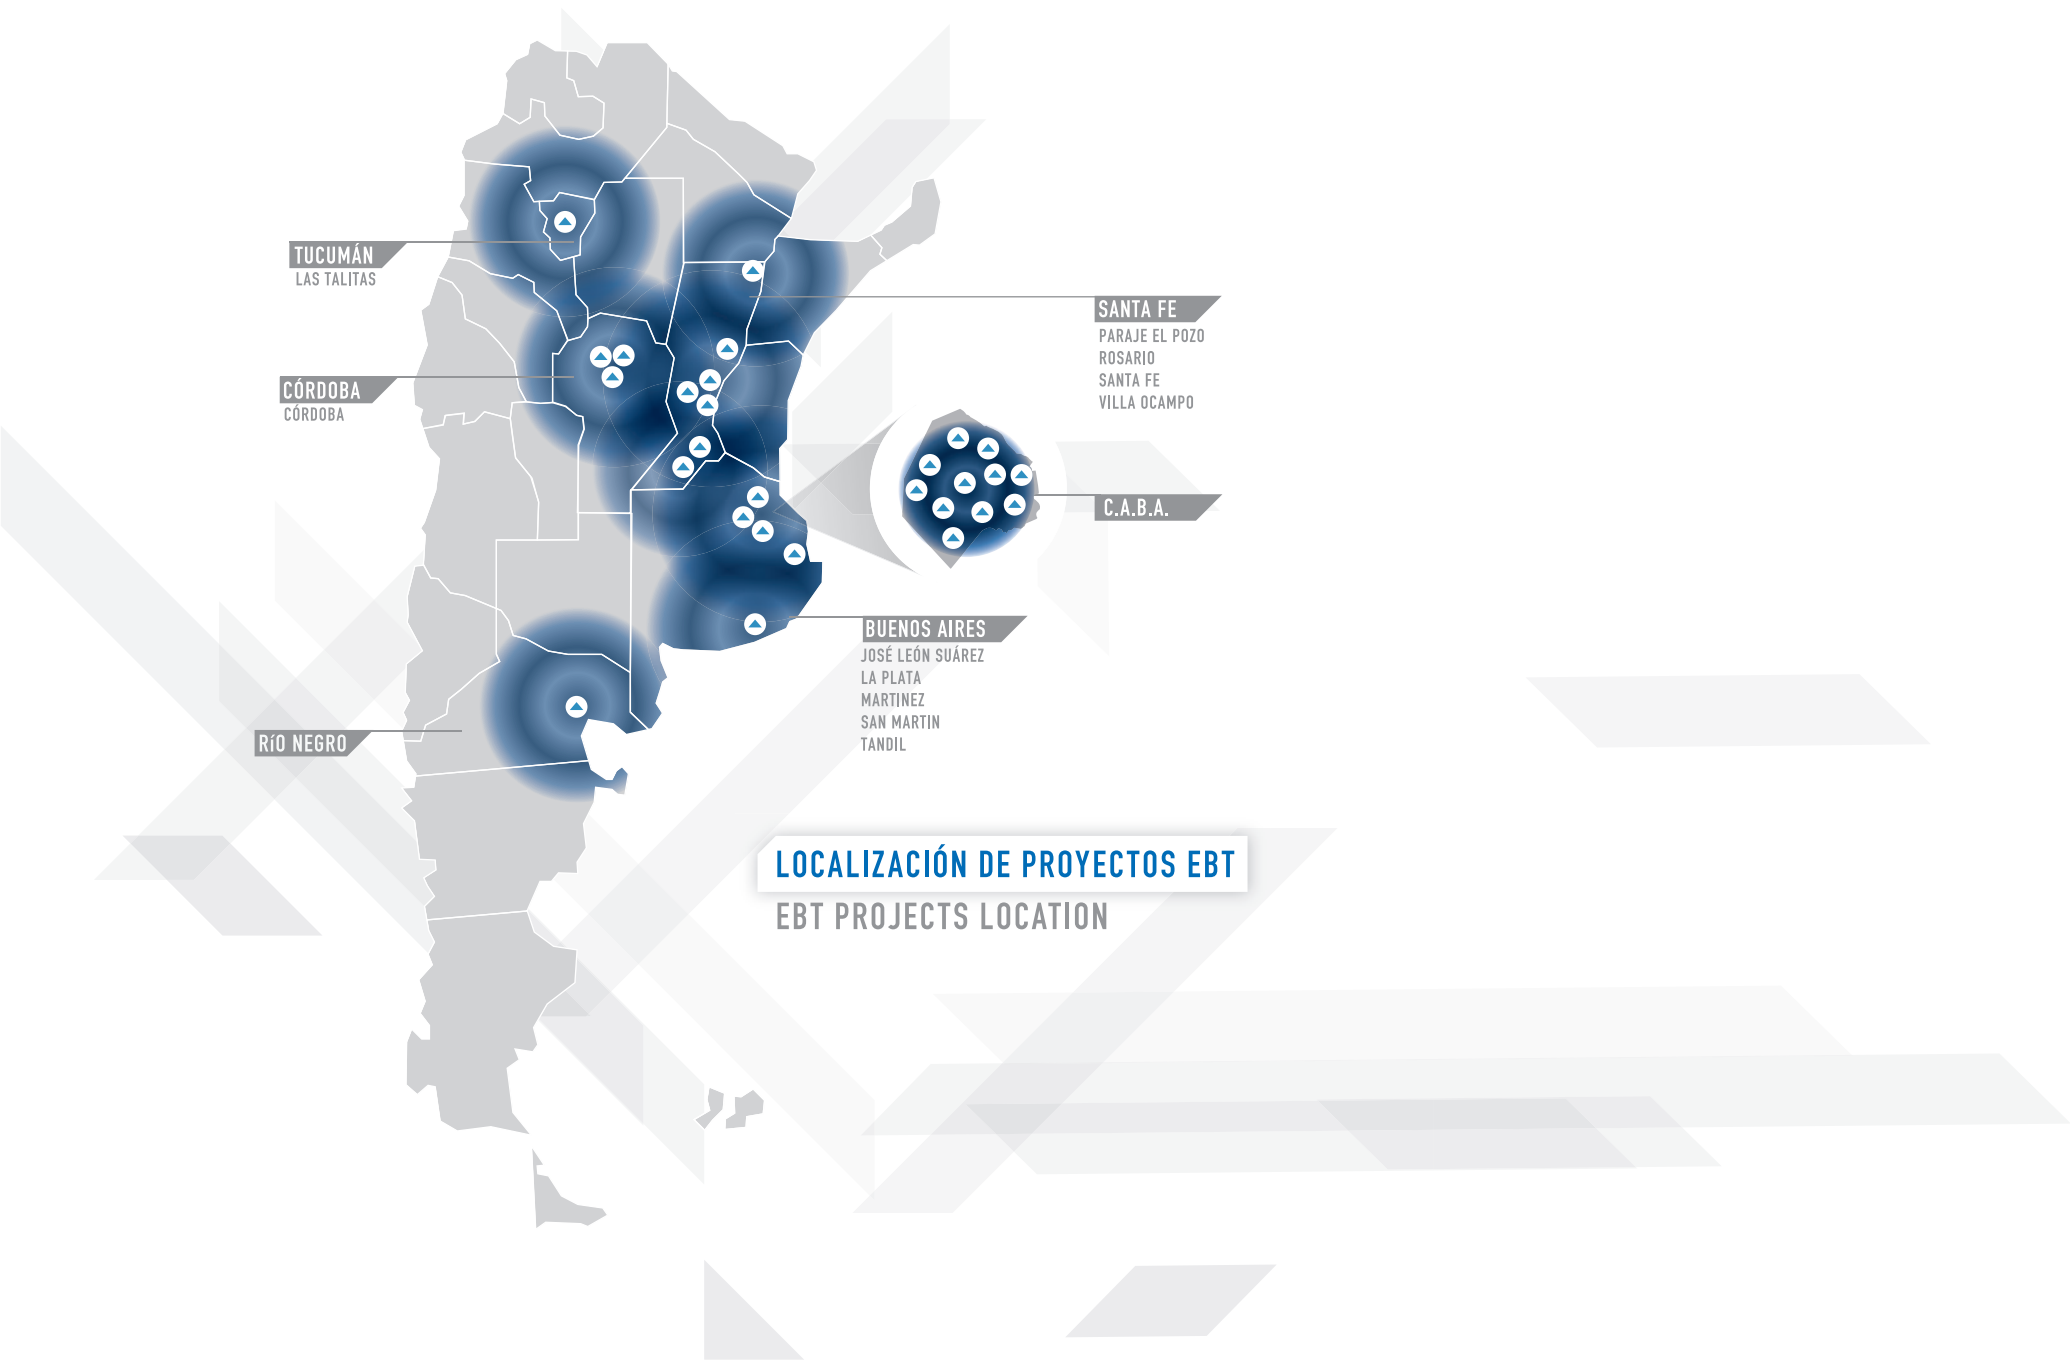 TUCUMÁN
LAS TALITAS
CÓRDOBA
CÓRDOBA
RíO NEGRO
SANTA FE
PARAJE EL POZO
ROSARIO
SANTA FE
VILLA OCAMPO
C.A.B.A.
BUENOS AIRES
JOSÉ LEÓN SUÁREZ
LA PLATA
MARTINEZ
SAN MARTIN
TANDIL
LOCALIZACIÓN DE PROYECTOS EBT
EBT PROJECTS LOCATION